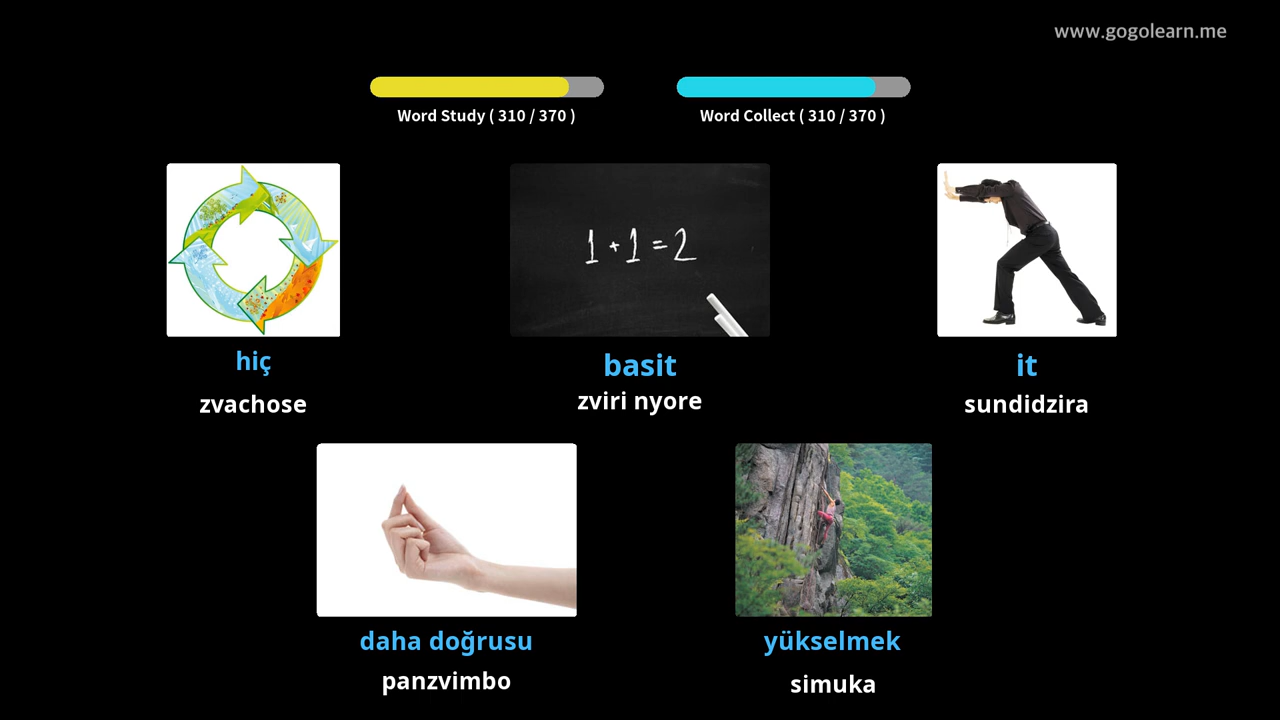 www.gogolearn.me
Word Study ( 310 / 370 )
Word Collect ( 310 / 370 )
1 + 1 = 2
hiç
zvachose
basit
zviri nyore
it
sundidzira
daha doğrusu
panzvimbo
yükselmek
simuka